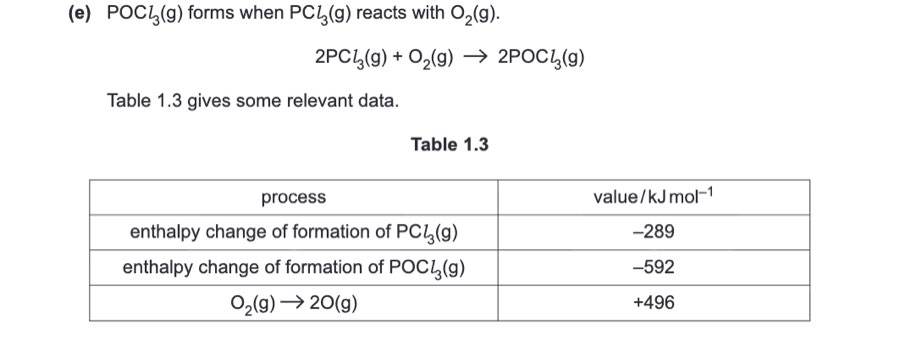 (e) POCl₃(g) forms when PCl₃(g) reacts with O₂(g).
2PCl₃(g) + O₂(g) → 2POCl₃(g)
Table 1.3 gives some relevant data.
Table 1.3
process value/kJ mol⁻¹
enthalpy change of formation of PCl₃(g) –289
enthalpy change of formation of POCl₃(g) –592
O₂(g) → 2O(g) +496